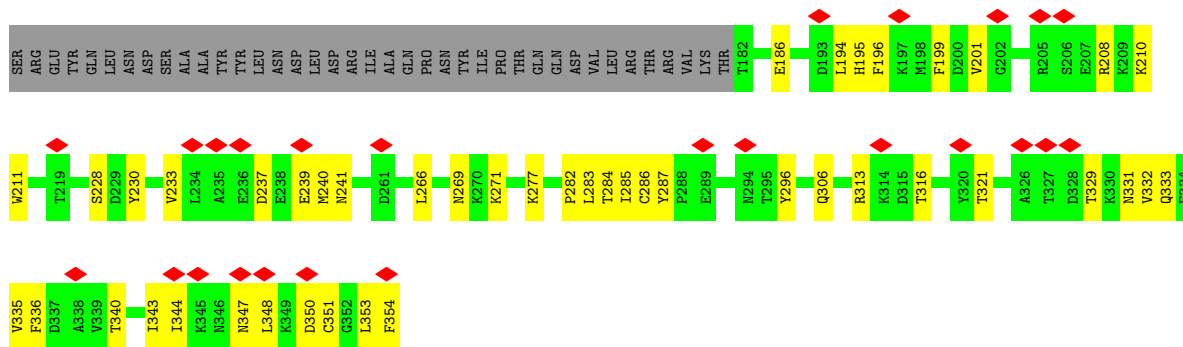 SER ARG GLU TYR GLN LEU ASN ASP SER ALA ALA TYR TYR LEU ASN ASP LEU ASP ARG ILE ALA GLN PRO ASN TYR ILE PRO THR GLN GLN ASP VAL LEU ARG THR ARG VAL LYS THR T182 E186 D193 L194 H195 F196 K197 M198 F199 D200 V201 G202 R205 S206 E207 R208 K209 K210
W211 T219 S228 D229 Y230 V233 L234 A235 E236 D237 E238 E239 M240 N241 D261 L266 N269 K270 K271 K277 P282 L283 T284 I285 C286 Y287 P288 E289 N294 T295 Y296 Q306 R313 K314 D315 T316 Y320 T321 A326 T327 D328 T329 K330 N331 V332 Q333
V335 F336 D337 A338 V339 T340 I343 I344 K345 N346 N347 L348 K349 D350 C351 G352 L353 F354